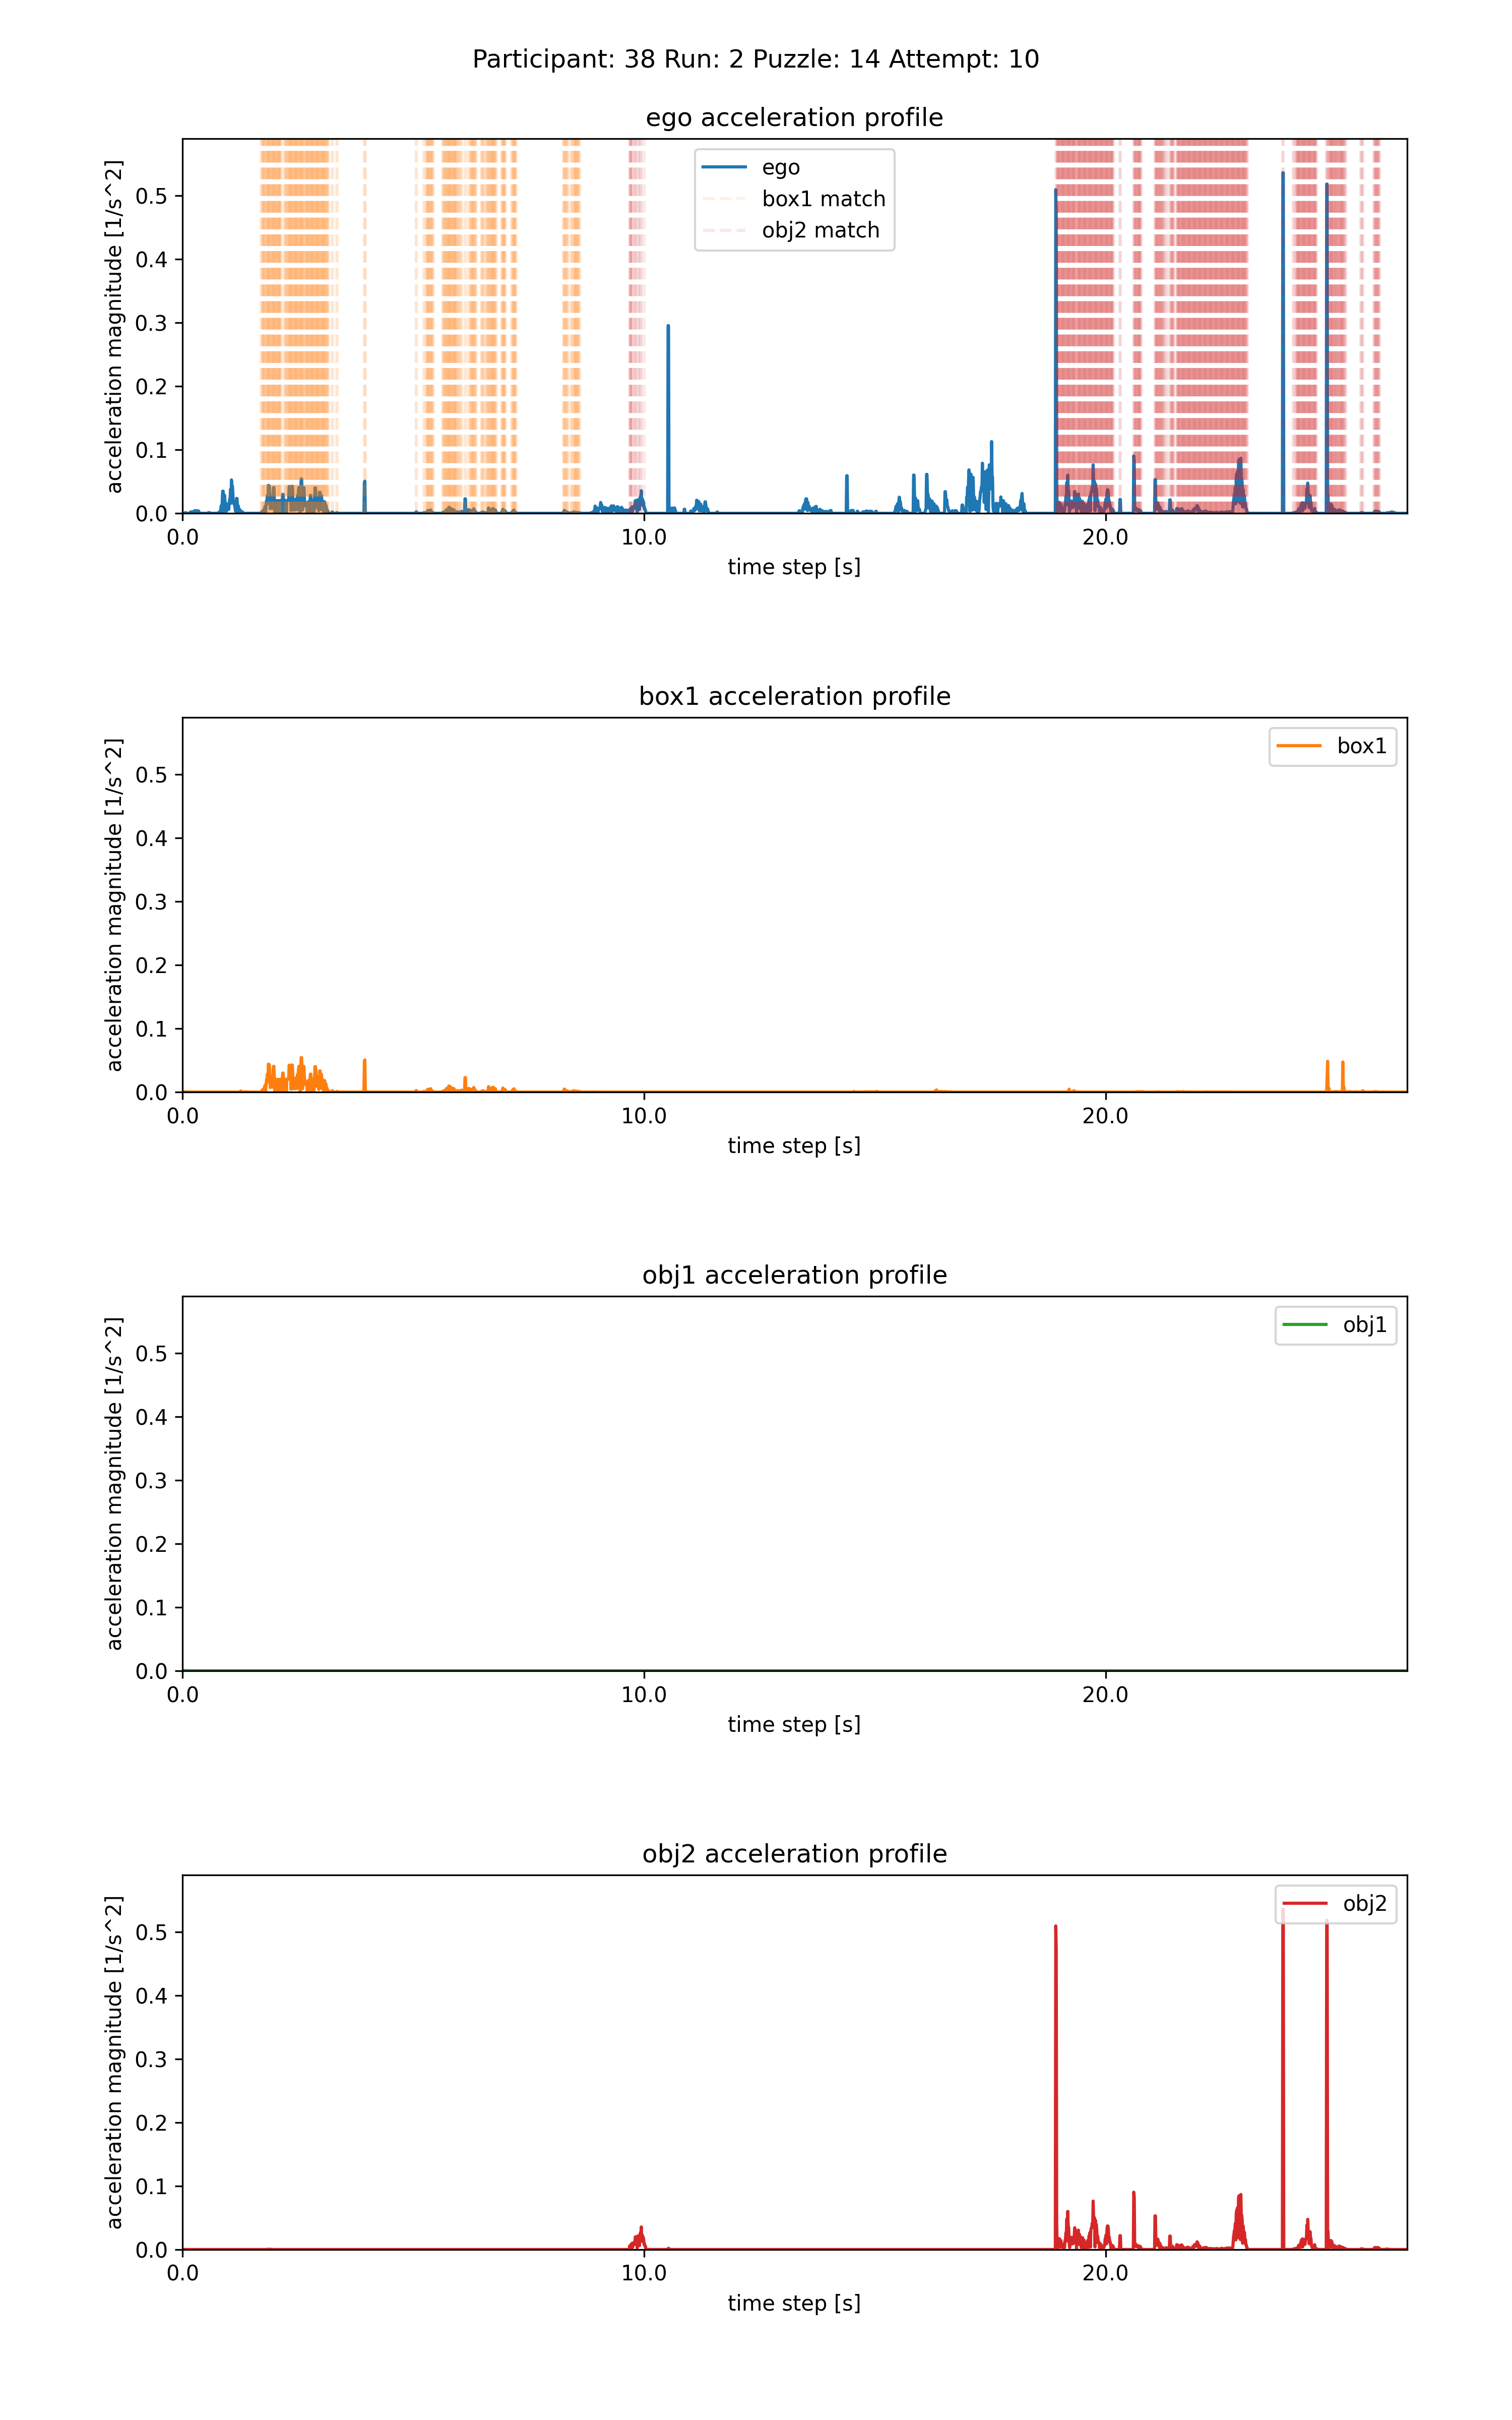 Participant: 38 Run: 2 Puzzle: 14 Attempt: 10
ego acceleration profile
acceleration magnitude [1/s^2]
0.5
0.4
0.3
0.2
0.1
0.0
ego
box1 match
obj2 match
0.0 10.0 20.0
time step [s]
box1 acceleration profile
acceleration magnitude [1/s^2]
0.5
0.4
0.3
0.2
0.1
0.0
box1
0.0 10.0 20.0
time step [s]
obj1 acceleration profile
acceleration magnitude [1/s^2]
0.5
0.4
0.3
0.2
0.1
0.0
obj1
0.0 10.0 20.0
time step [s]
obj2 acceleration profile
acceleration magnitude [1/s^2]
0.5
0.4
0.3
0.2
0.1
0.0
obj2
0.0 10.0 20.0
time step [s]